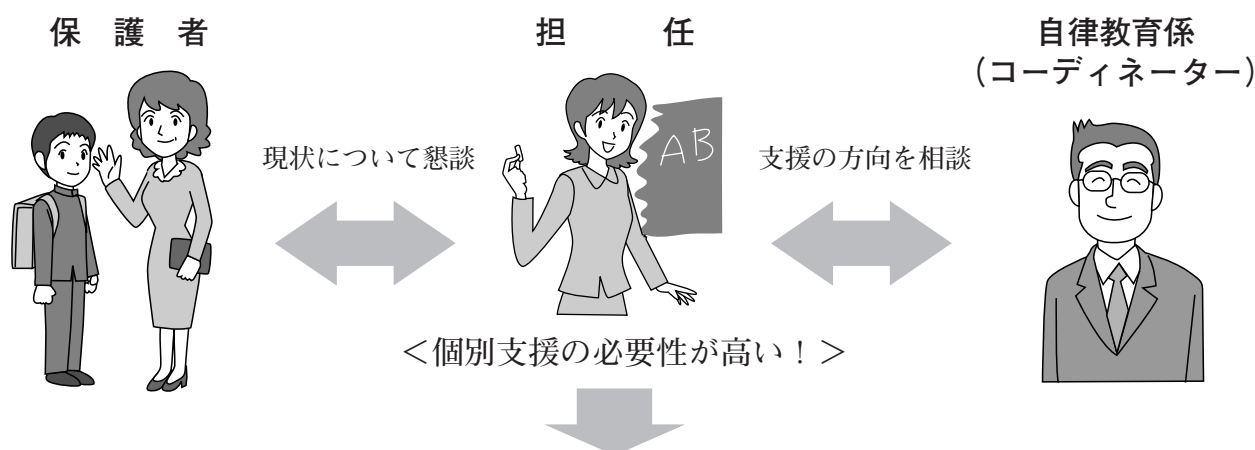 保護者
担任
自律教育係
(コーディネーター)
現状について懇談
AB
支援の方向を相談
＜個別支援の必要性が高い！＞